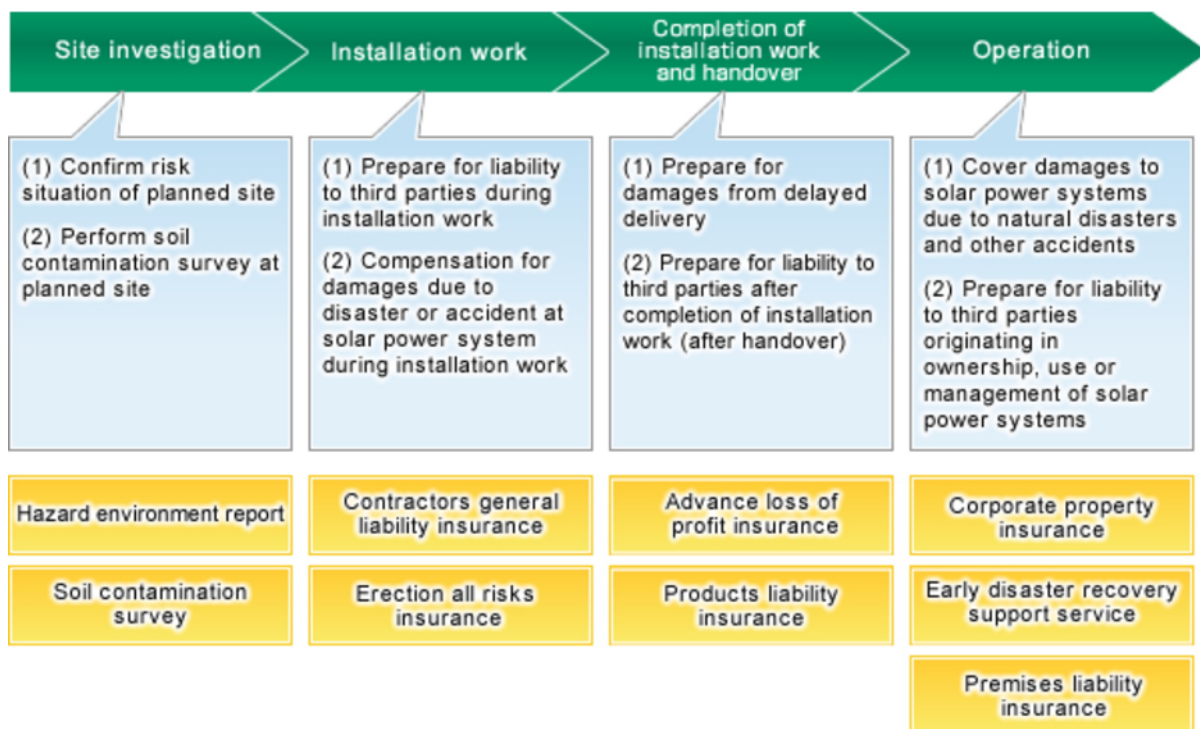 Site investigation
Installation work
Completion of
installation work
and handover
Operation
(1) Confirm risk
situation of planned site
(2) Perform soil
contamination survey at
planned site
(1) Prepare for liability
to third parties during
installation work
(2) Compensation for
damages due to
disaster or accident at
solar power system
during installation work
(1) Prepare for
damages from delayed
delivery
(2) Prepare for liability to
third parties after
completion of installation
work (after handover)
(1) Cover damages to
solar power systems
due to natural disasters
and other accidents
(2) Prepare for liability
to third parties
originating in
ownership, use or
management of solar
power systems
Hazard environment report
Soil contamination
survey
Contractors general
liability insurance
Erection all risks
insurance
Advance loss of
profit insurance
Products liability
insurance
Corporate property
insurance
Early disaster recovery
support service
Premises liability
insurance